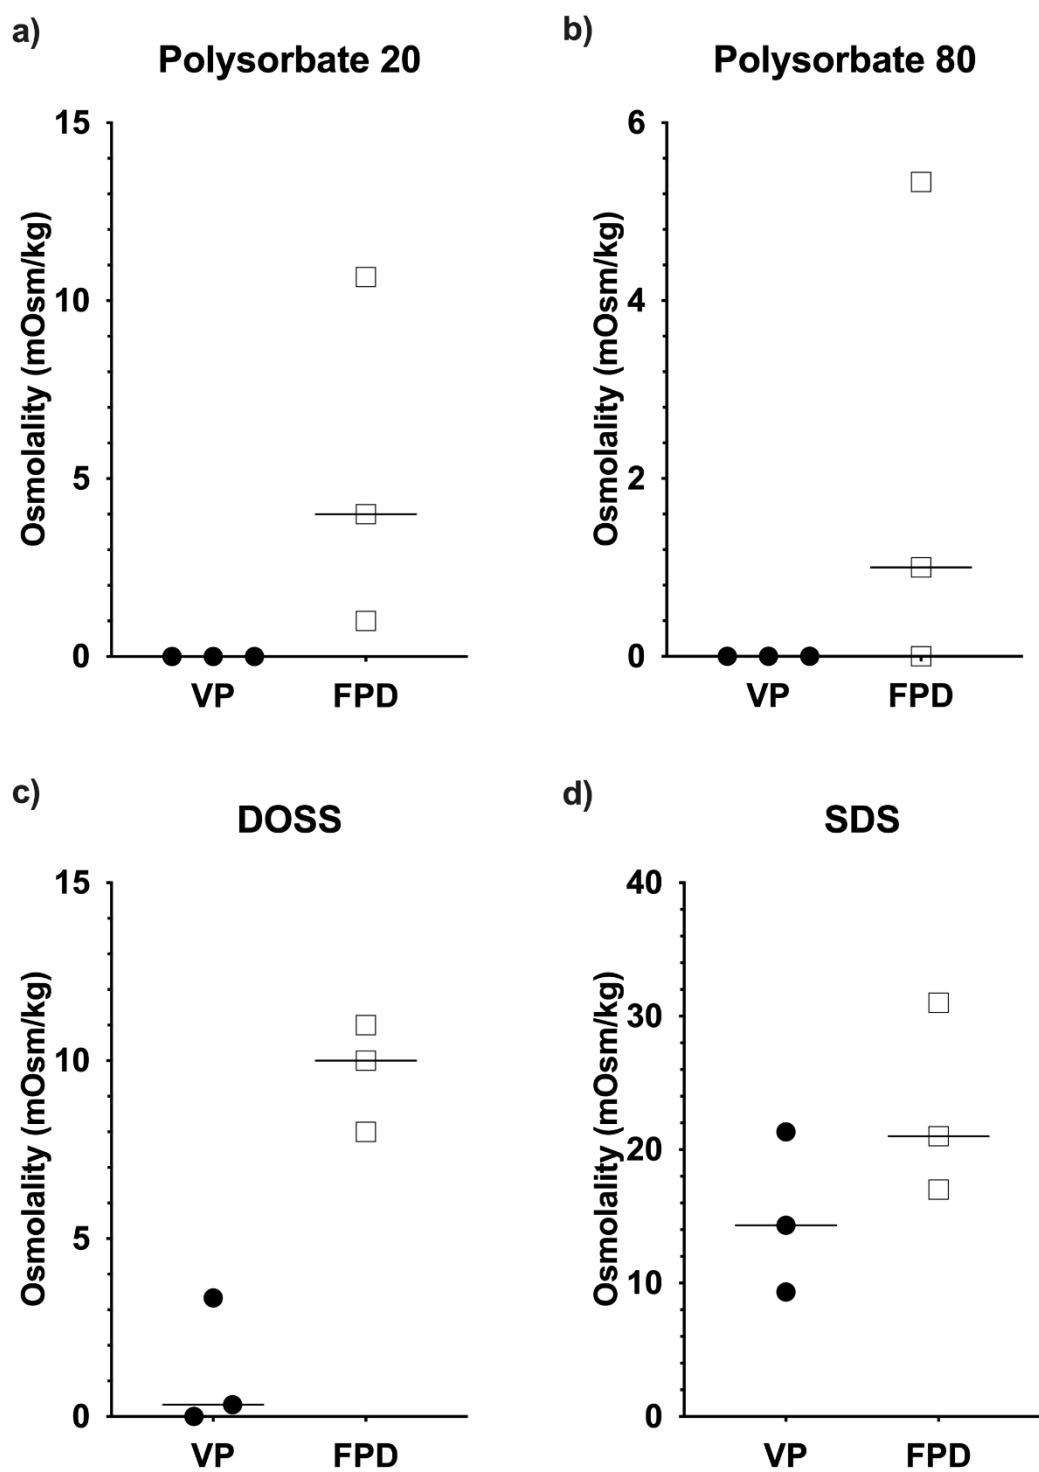 a)
Polysorbate 20
15
10
5
0
Osmolality (mOsm/kg)
VP FPD
b)
Polysorbate 80
6
4
2
0
Osmolality (mOsm/kg)
VP FPD
c)
DOSS
15
10
5
0
Osmolality (mOsm/kg)
VP FPD
d)
SDS
40
30
20
10
0
Osmolality (mOsm/kg)
VP FPD